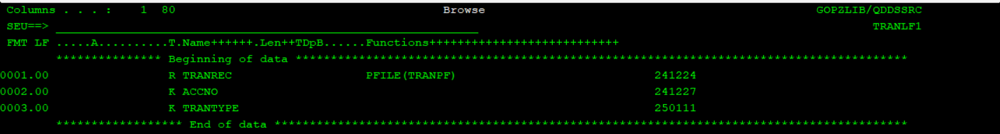 Columns . . . :    1  80                                      Browse                                               GOPZLIB/QDDSSRC
SEU==>                                                                                                                     TRANLF1
FMT LF .....A..........T.Name++++++.Len++TDpB......Functions+++++++++++++++++++++++++++
*************** Beginning of data ***************************************************************************************
0001.00 R TRANREC PFILE(TRANPF) 241224
0002.00 K ACCNO 241227
0003.00 K TRANTYPE 250111
****************** End of data ******************************************************************************************